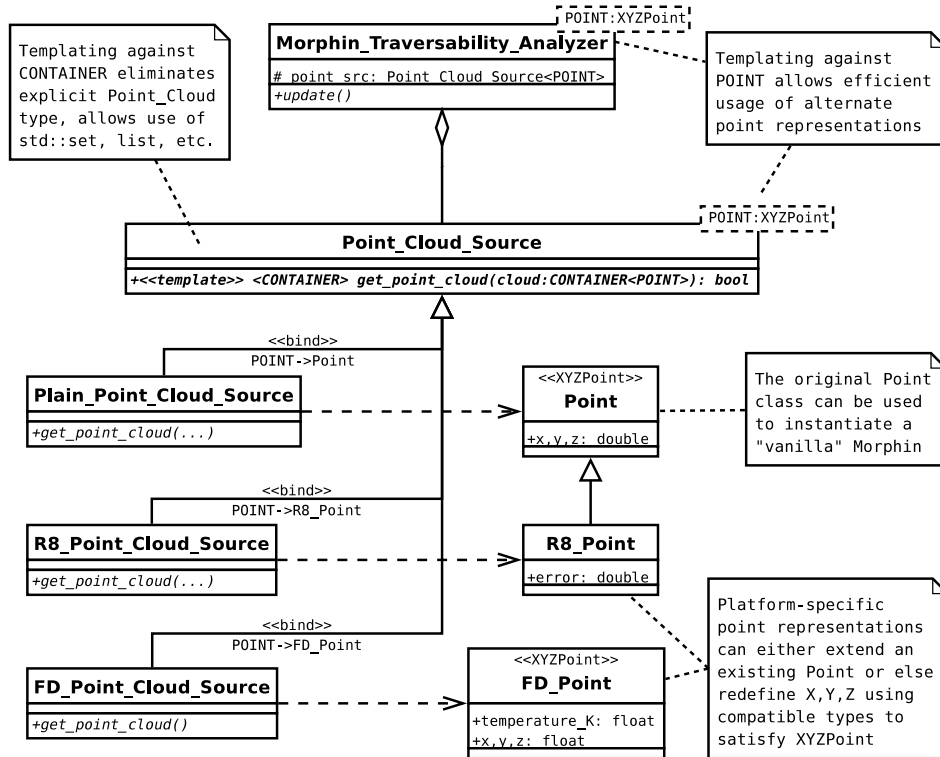 POINT:XYZPoint
Morphin_Traversability_Analyzer
# point_src: Point_Cloud_Source<POINT>
+update()
Templating against
CONTAINER eliminates
explicit Point_Cloud
type, allows use of
std::set, list, etc.
Templating against
POINT allows efficient
usage of alternate
point representations
POINT:XYZPoint
Point_Cloud_Source
+<<template>> <CONTAINER> get_point_cloud(cloud:CONTAINER<POINT>): bool
<<bind>>
POINT->Point
Plain_Point_Cloud_Source
+get_point_cloud(...)
<<XYZPoint>>
Point
+x,y,z: double
The original Point
class can be used
to instantiate a
"vanilla" Morphin
<<bind>>
POINT->R8_Point
R8_Point_Cloud_Source
+get_point_cloud(...)
R8_Point
+error: double
<<bind>>
POINT->FD_Point
FD_Point_Cloud_Source
+get_point_cloud()
<<XYZPoint>>
FD_Point
+temperature_K: float
+x,y,z: float
Platform-specific
point representations
can either extend an
existing Point or else
redefine X,Y,Z using
compatible types to
satisfy XYZPoint